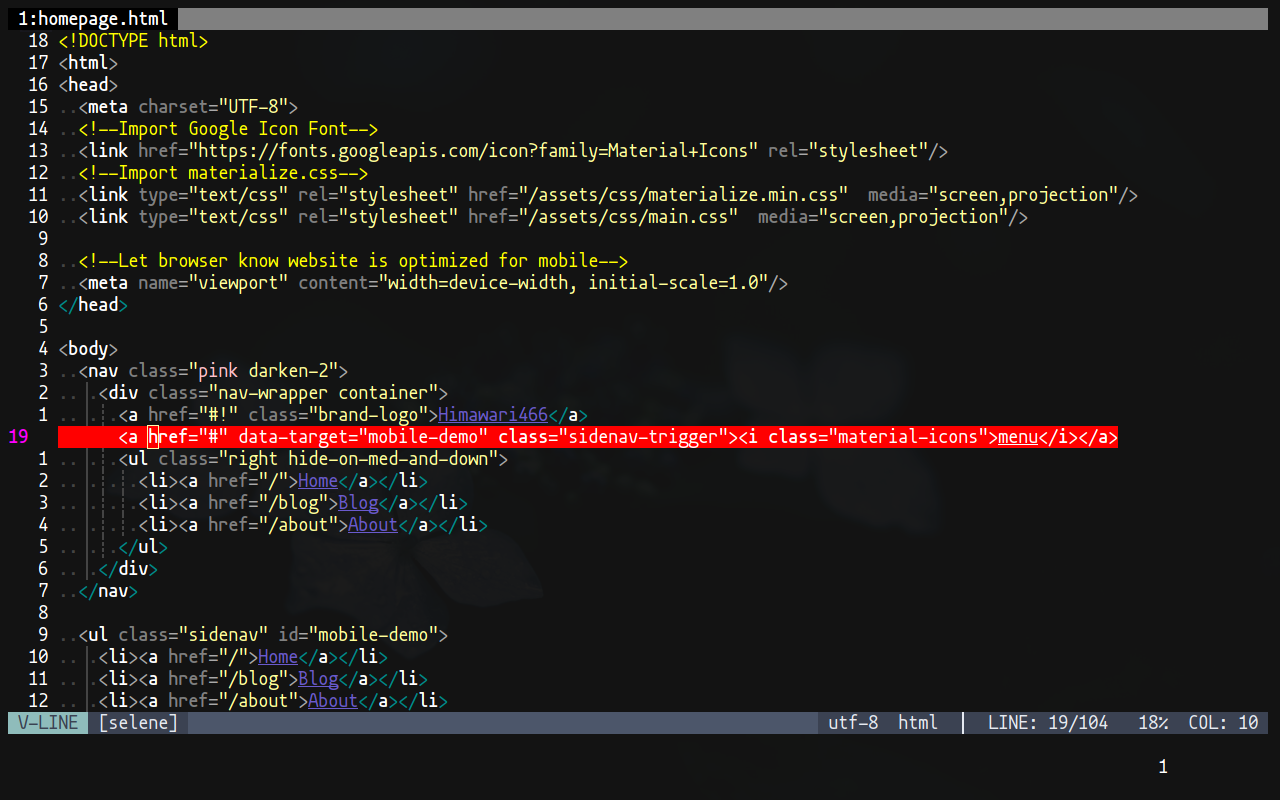 1:homepage.html
18 <!DOCTYPE html>
17 <html>
16 <head>
15 ..<meta charset="UTF-8">
14 ..<!--Import Google Icon Font-->
13 ..<link href="https://fonts.googleapis.com/icon?family=Material+Icons" rel="stylesheet"/>
12 ..<!--Import materialize.css-->
11 ..<link type="text/css" rel="stylesheet" href="/assets/css/materialize.min.css"  media="screen,projection"/>
10 ..<link type="text/css" rel="stylesheet" href="/assets/css/main.css"  media="screen,projection"/>
9
8 ..<!--Let browser know website is optimized for mobile-->
7 ..<meta name="viewport" content="width=device-width, initial-scale=1.0"/>
6 </head>
5
4 <body>
3 ..<nav class="pink darken-2">
2 ..|.<div class="nav-wrapper container">
1 ..|.¦.<a href="#!" class="brand-logo">Himawari466</a>
19 <a href="#" data-target="mobile-demo" class="sidenav-trigger"><i class="material-icons">menu</i></a>
1 ..|.¦.<ul class="right hide-on-med-and-down">
2 ..|.¦.¦.<li><a href="/">Home</a></li>
3 ..|.¦.¦.<li><a href="/blog">Blog</a></li>
4 ..|.¦.¦.<li><a href="/about">About</a></li>
5 ..|.¦.</ul>
6 ..|.</div>
7 ..</nav>
8
9 ..<ul class="sidenav" id="mobile-demo">
10 ..|.<li><a href="/">Home</a></li>
11 ..|.<li><a href="/blog">Blog</a></li>
12 ..|.<li><a href="/about">About</a></li>
V-LINE [selene] utf-8 html | LINE: 19/104 18% COL: 10
1